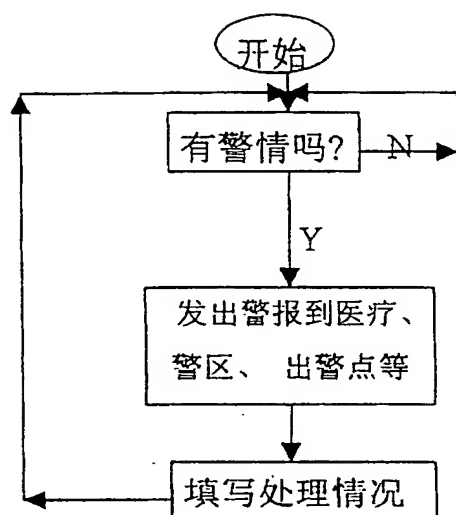 开始
有警情吗?
N
Y
发出警报到医疗、
警区、 出警点等
填写处理情况